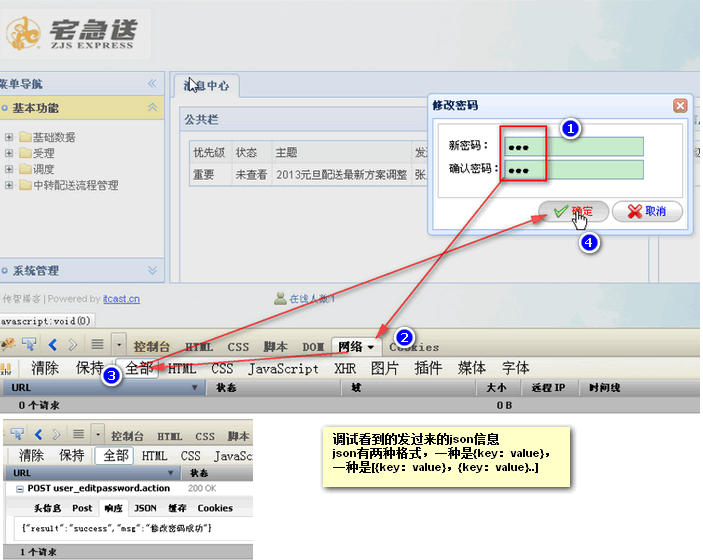 宅急送
ZJS EXPRESS
菜单导航
消息中心
基本功能
公共栏
基础数据
受理
调度
中转配送流程管理
优先级 状态 主题
重要 未查看 2013元旦配送最新方案调整 张
修改密码
新密码：
确认密码：
确定 取消
1
4
系统管理
传智播客 | Powered by itcast.cn
在线人数:1
avascript:void(0)
2
控制台 HTML CSS 脚本 DOM 网络 Cookies
3
清除 保持 全部 HTML CSS JavaScript XHR 图片 插件 媒体 字体
URL 状态 域 大小 远程 IP 时间线
0 个请求 0 B
控制台 HTML CSS 脚本
清除 保持 全部 HTML CSS JavaSc
URL 状态
POST user_editpassword.action 200 OK
头信息 Post 响应 JSON 缓存 Cookies
{"result":"success","msg":"修改密码成功"}
1 个请求
调试看到的发过来的json信息
json有两种格式，一种是{key: value},
一种是[{key: value}, {key: value}..]